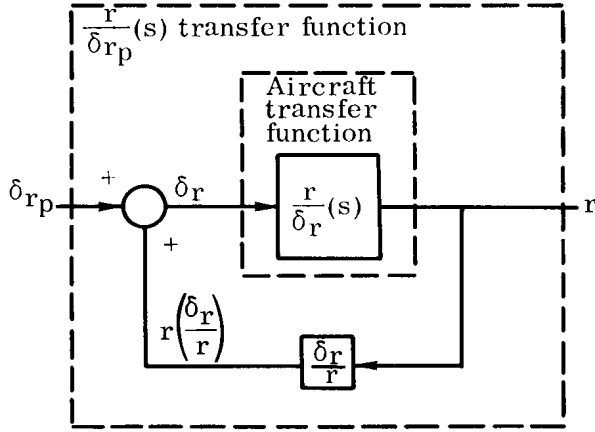 r/δrp(s) transfer function
Aircraft
transfer
function
+
δrp
δr
r/δr(s)
r
+
r(δr/r)
δr/r